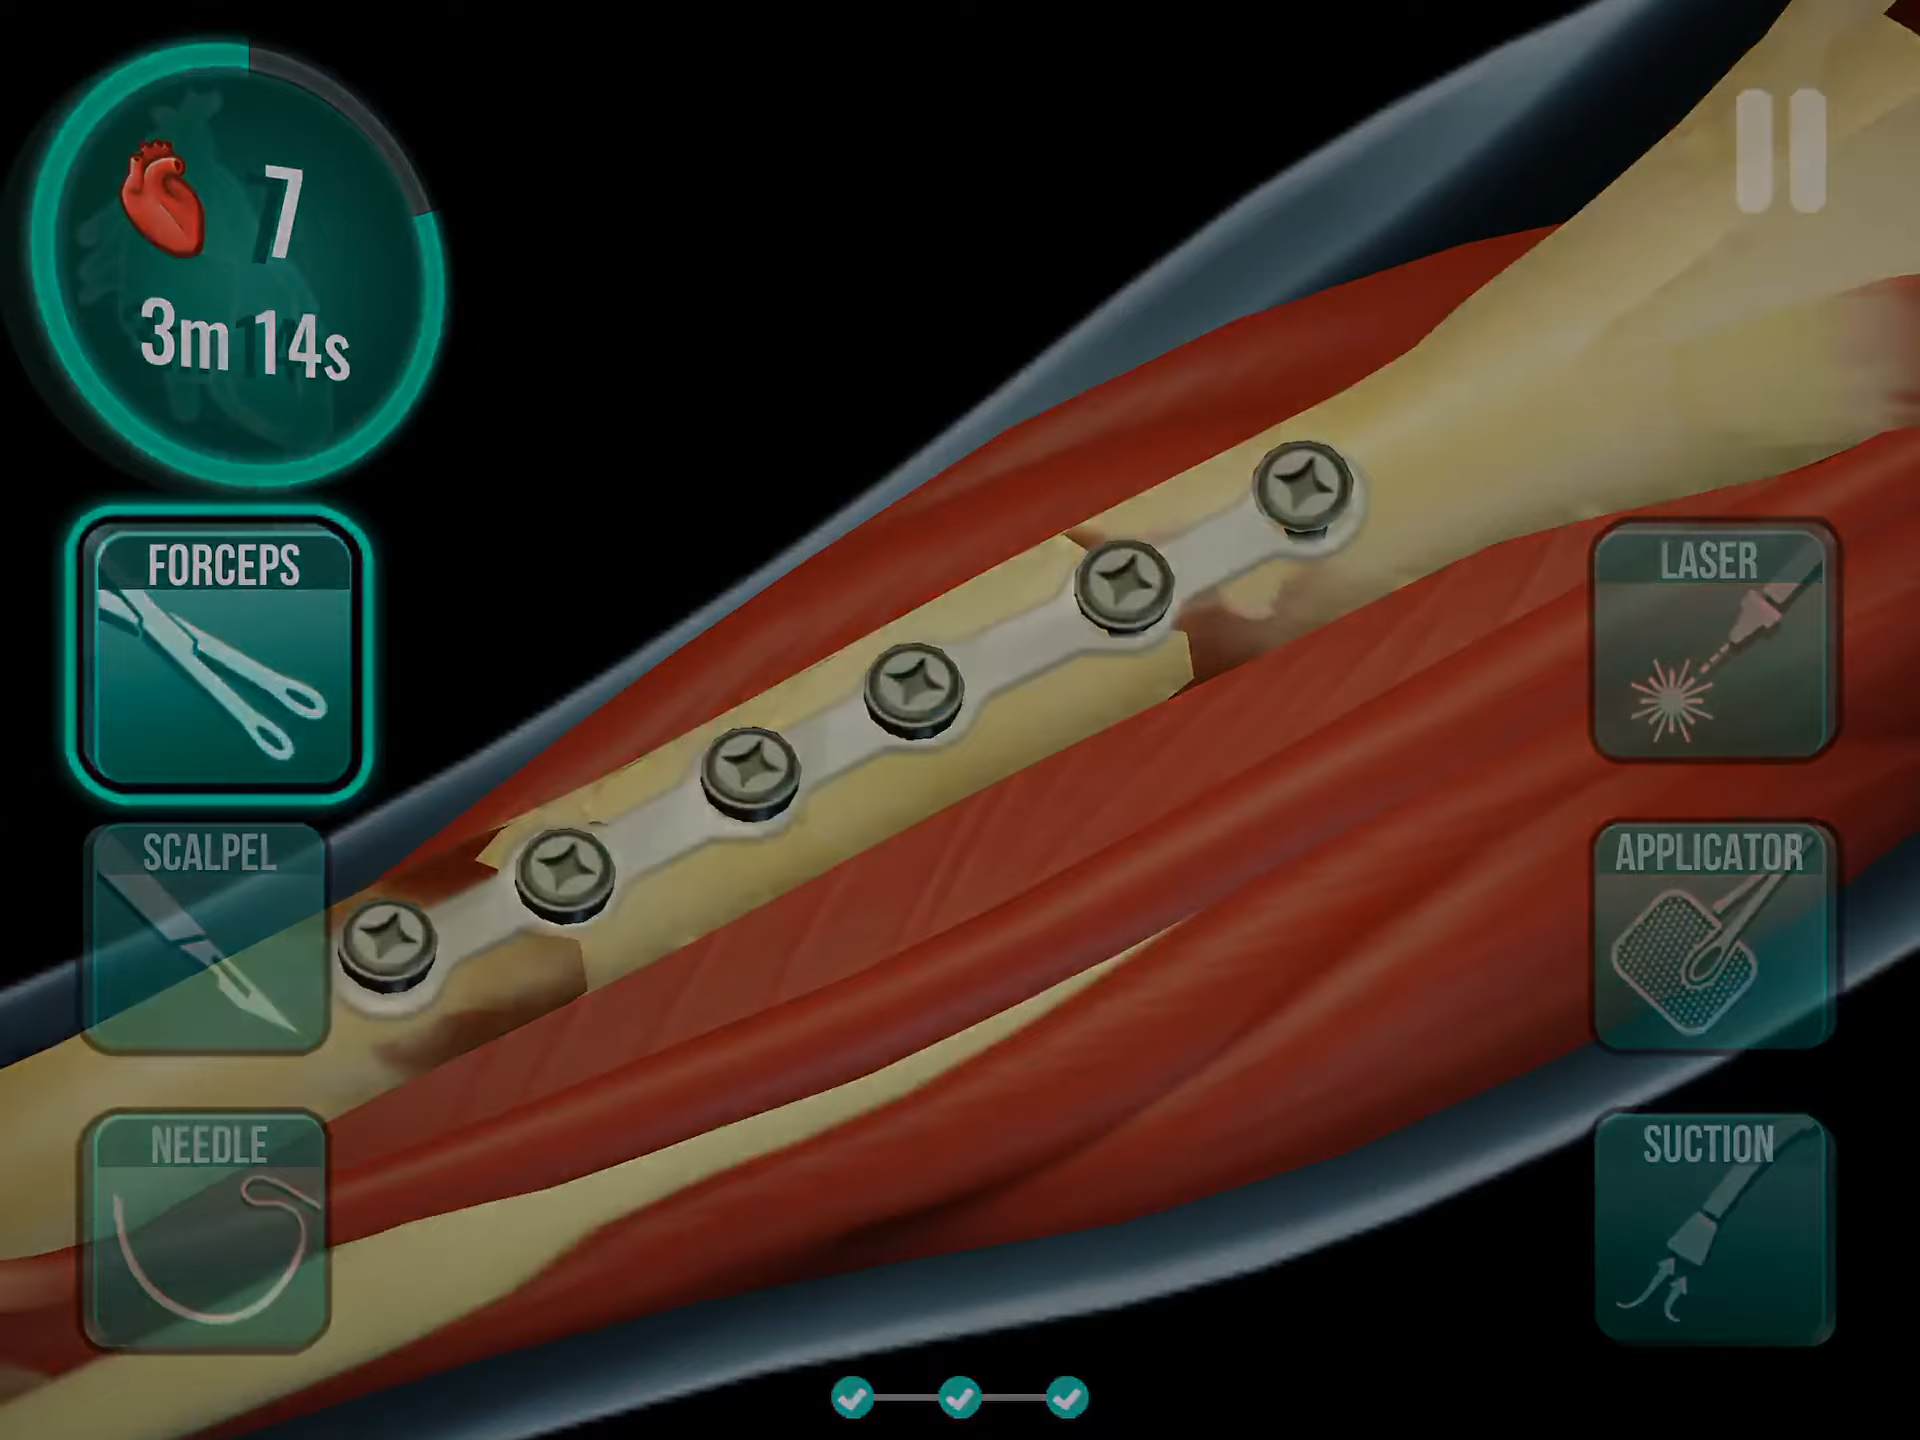 7
3m 14s
FORCEPS
LASER
SCALPEL
APPLICATOR
NEEDLE
SUCTION